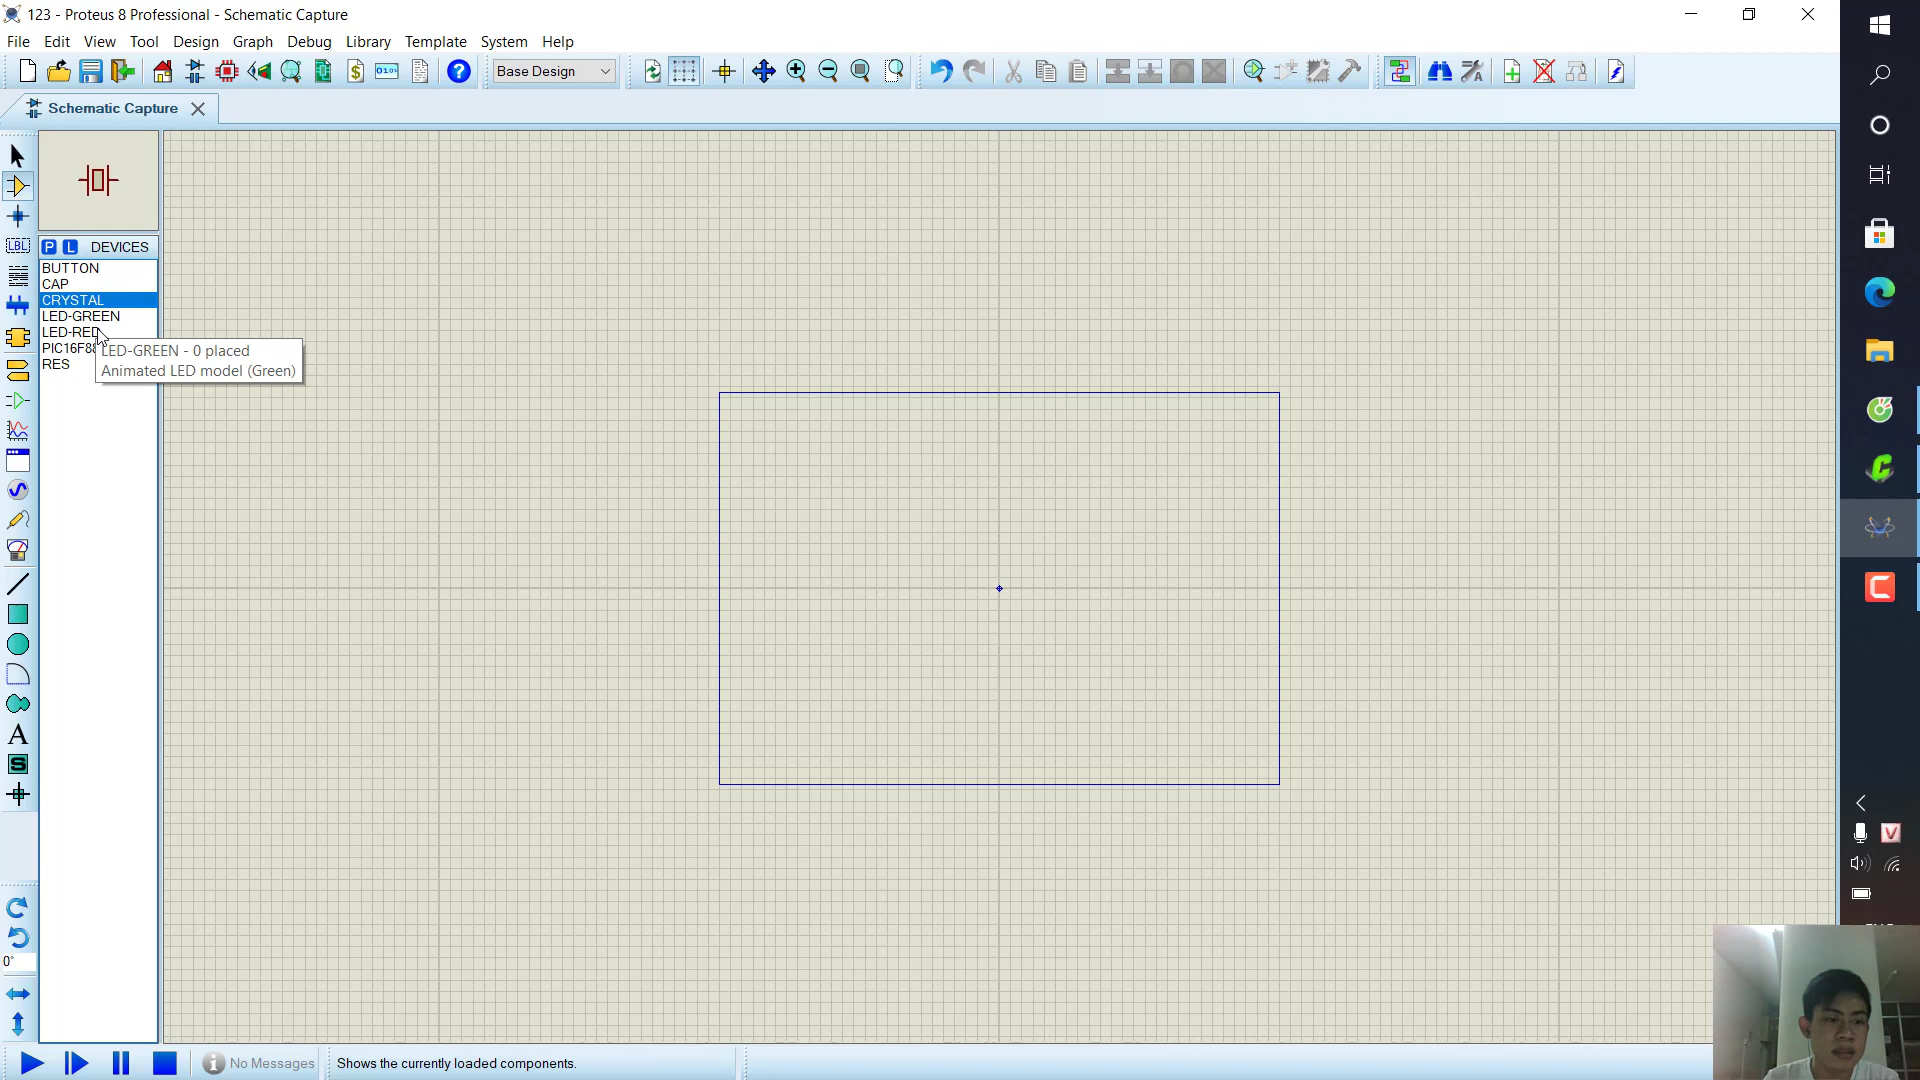 123 - Proteus 8 Professional - Schematic Capture
File Edit View Tool Design Graph Debug Library Template System Help
Base Design
Schematic Capture
P L DEVICES
BUTTON
CAP
CRYSTAL
LED-GREEN
LED-RED
PIC16F88
RES
LED-GREEN - 0 placed
Animated LED model (Green)
LBL
A
S
0°
No Messages
Shows the currently loaded components.